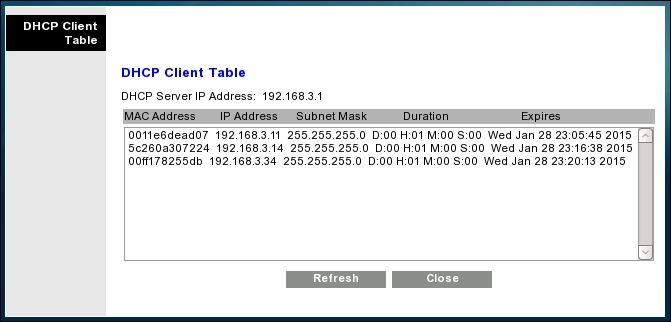 DHCP Client
Table
DHCP Client Table
DHCP Server IP Address: 192.168.3.1
MAC Address IP Address Subnet Mask Duration Expires
0011e6dead07 192.168.3.11 255.255.255.0 D:00 H:01 M:00 S:00 Wed Jan 28 23:05:45 2015
5c260a307224 192.168.3.14 255.255.255.0 D:00 H:01 M:00 S:00 Wed Jan 28 23:16:38 2015
00ff178255db 192.168.3.34 255.255.255.0 D:00 H:01 M:00 S:00 Wed Jan 28 23:20:13 2015
Refresh Close